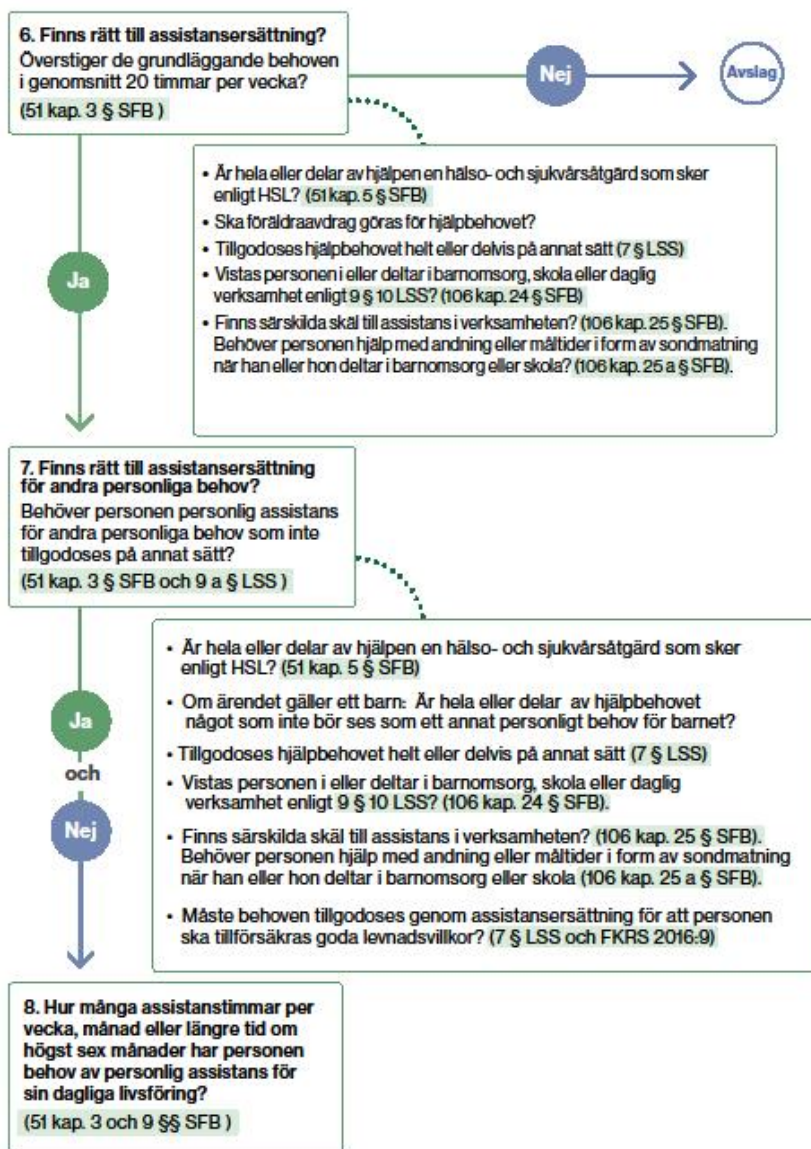 6. Finns rätt till assistansersättning?
Överstiger de grundläggande behoven
i genomsnitt 20 timmar per vecka?
(51 kap. 3 § SFB )
Nej
Avslag
• Är hela eller delar av hjälpen en hälso- och sjukvårsåtgärd som sker
enligt HSL? (51 kap. 5 § SFB)
• Ska föräldraavdrag göras för hjälpbehovet?
• Tillgodoses hjälpbehovet helt eller delvis på annat sätt (7 § LSS)
• Vistas personen i eller deltar i barnomsorg, skola eller daglig
verksamhet enligt 9 § 10 LSS? (106 kap. 24 § SFB)
• Finns särskilda skäl till assistans i verksamheten? (106 kap. 25 § SFB).
Behöver personen hjälp med andning eller måltider i form av sondmatning
när han eller hon deltar i barnomsorg eller skola? (106 kap. 25 a § SFB).
Ja
7. Finns rätt till assistansersättning
för andra personliga behov?
Behöver personen personlig assistans
för andra personliga behov som inte
tillgodoses på annat sätt?
(51 kap. 3 § SFB och 9 a § LSS )
• Är hela eller delar av hjälpen en hälso- och sjukvårsåtgärd som sker
enligt HSL? (51 kap. 5 § SFB)
• Om ärendet gäller ett barn: Är hela eller delar av hjälpbehovet
något som inte bör ses som ett annat personligt behov för barnet?
• Tillgodoses hjälpbehovet helt eller delvis på annat sätt (7 § LSS)
• Vistas personen i eller deltar i barnomsorg, skola eller daglig
verksamhet enligt 9 § 10 LSS? (106 kap. 24 § SFB).
• Finns särskilda skäl till assistans i verksamheten? (106 kap. 25 § SFB).
Behöver personen hjälp med andning eller måltider i form av sondmatning
när han eller hon deltar i barnomsorg eller skola (106 kap. 25 a § SFB).
• Måste behoven tillgodoses genom assistansersättning för att personen
ska tillförsäkras goda levnadsvillkor? (7 § LSS och FKRS 2016:9)
Ja
och
Nej
8. Hur många assistanstimmar per
vecka, månad eller längre tid om
högst sex månader har personen
behov av personlig assistans för
sin dagliga livsföring?
(51 kap. 3 och 9 §§ SFB )